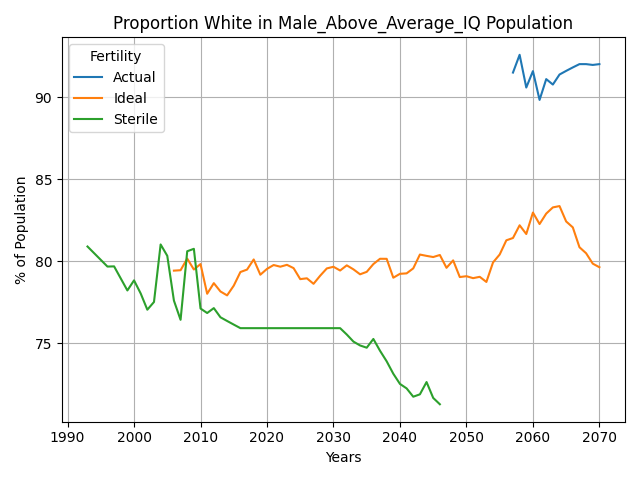 Proportion White in Male_Above_Average_IQ Population
Fertility
Actual
Ideal
Sterile
% of Population
90
85
80
75
1990 2000 2010 2020 2030 2040 2050 2060 2070
Years